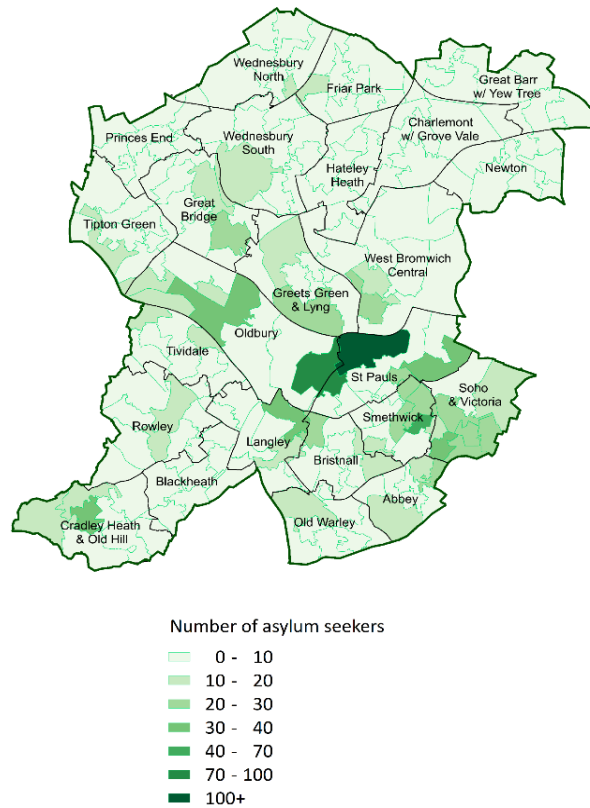 Wednesbury
North
Friar Park
Great Barr
w/ Yew Tree
Princes End
Wednesbury
South
Charlemont
w/ Grove Vale
Hateley
Heath
Newton
Great
Bridge
Tipton Green
West Bromwich
Central
Greets Green
& Lyng
Oldbury
Tividale
St Pauls
Soho
& Victoria
Smethwick
Rowley
Langley
Bristnall
Blackheath
Abbey
Cradley Heath
& Old Hill
Old Warley
Number of asylum seekers
0 - 10
10 - 20
20 - 30
30 - 40
40 - 70
70 - 100
100+